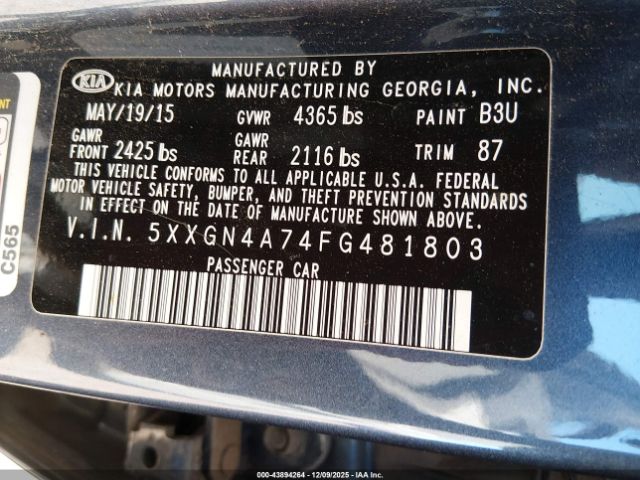 MANUFACTURED BY
KIA KIA MOTORS MANUFACTURING GEORGIA, INC.
MAY/19/15 GVWR 4365 lbs PAINT B3U
GAWR FRONT 2425 lbs GAWR REAR 2116 lbs TRIM 87
THIS VEHICLE CONFORMS TO ALL APPLICABLE U.S.A. FEDERAL
MOTOR VEHICLE SAFETY, BUMPER, AND THEFT PREVENTION STANDARDS
IN EFFECT ON THE DATE OF MANUFACTURE SHOWN ABOVE.
V.I.N. 5XXGN4A74FG481803
PASSENGER CAR
C565
000-43894264 | 12/09/2025 | IAA Inc.